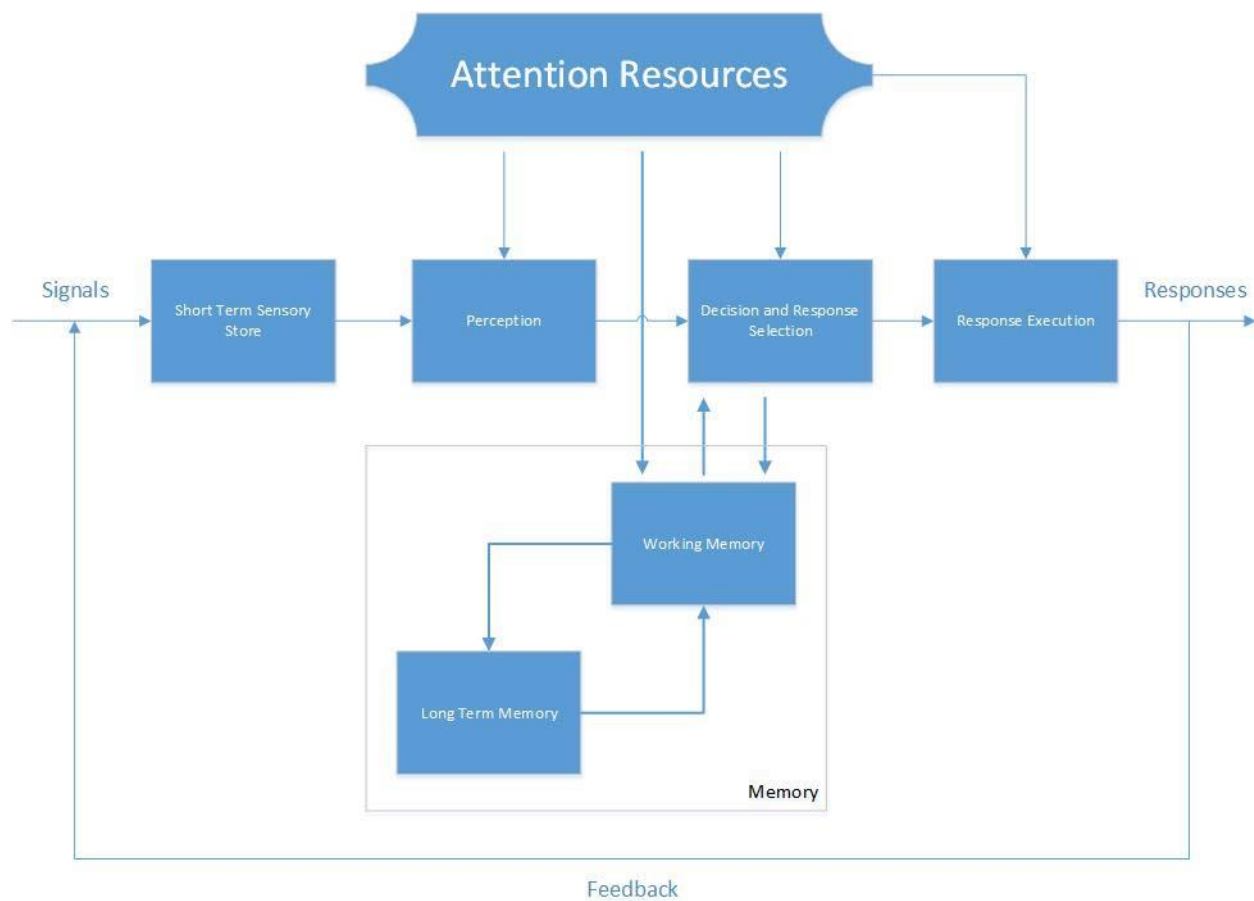 Attention Resources
Signals
Short Term Sensory
Store
Perception
Decision and Response
Selection
Response Execution
Responses
Working Memory
Long Term Memory
Memory
Feedback